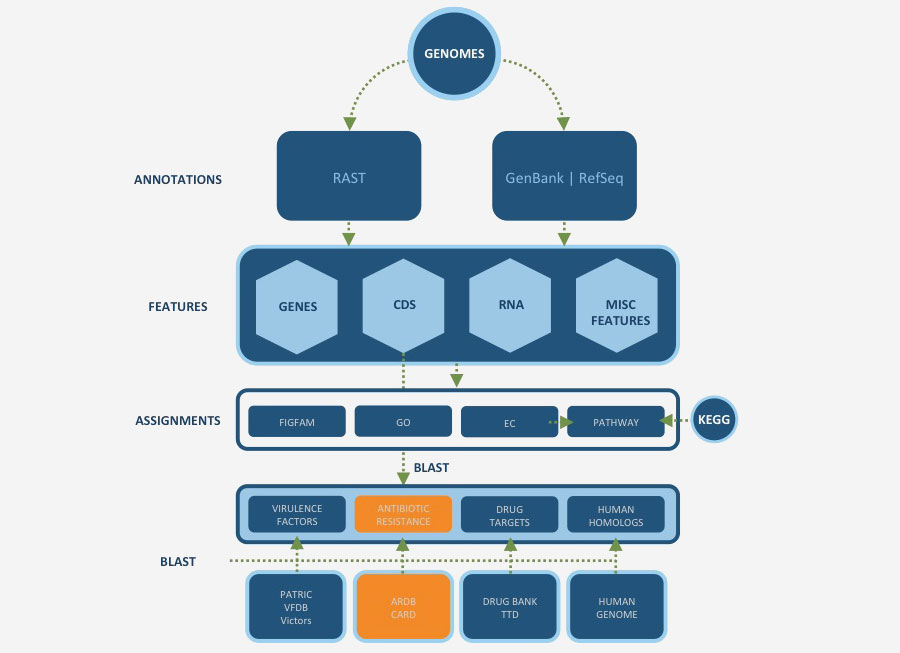 GENOMES
ANNOTATIONS
RAST
GenBank | RefSeq
FEATURES
GENES
CDS
RNA
MISC
FEATURES
ASSIGNMENTS
FIGFAM
GO
EC
PATHWAY
KEGG
BLAST
VIRULENCE
FACTORS
ANTIBIOTIC
RESISTANCE
DRUG
TARGETS
HUMAN
HOMOLOGS
BLAST
PATRIC
VFDB
Victors
ARDB
CARD
DRUG BANK
TTD
HUMAN
GENOME